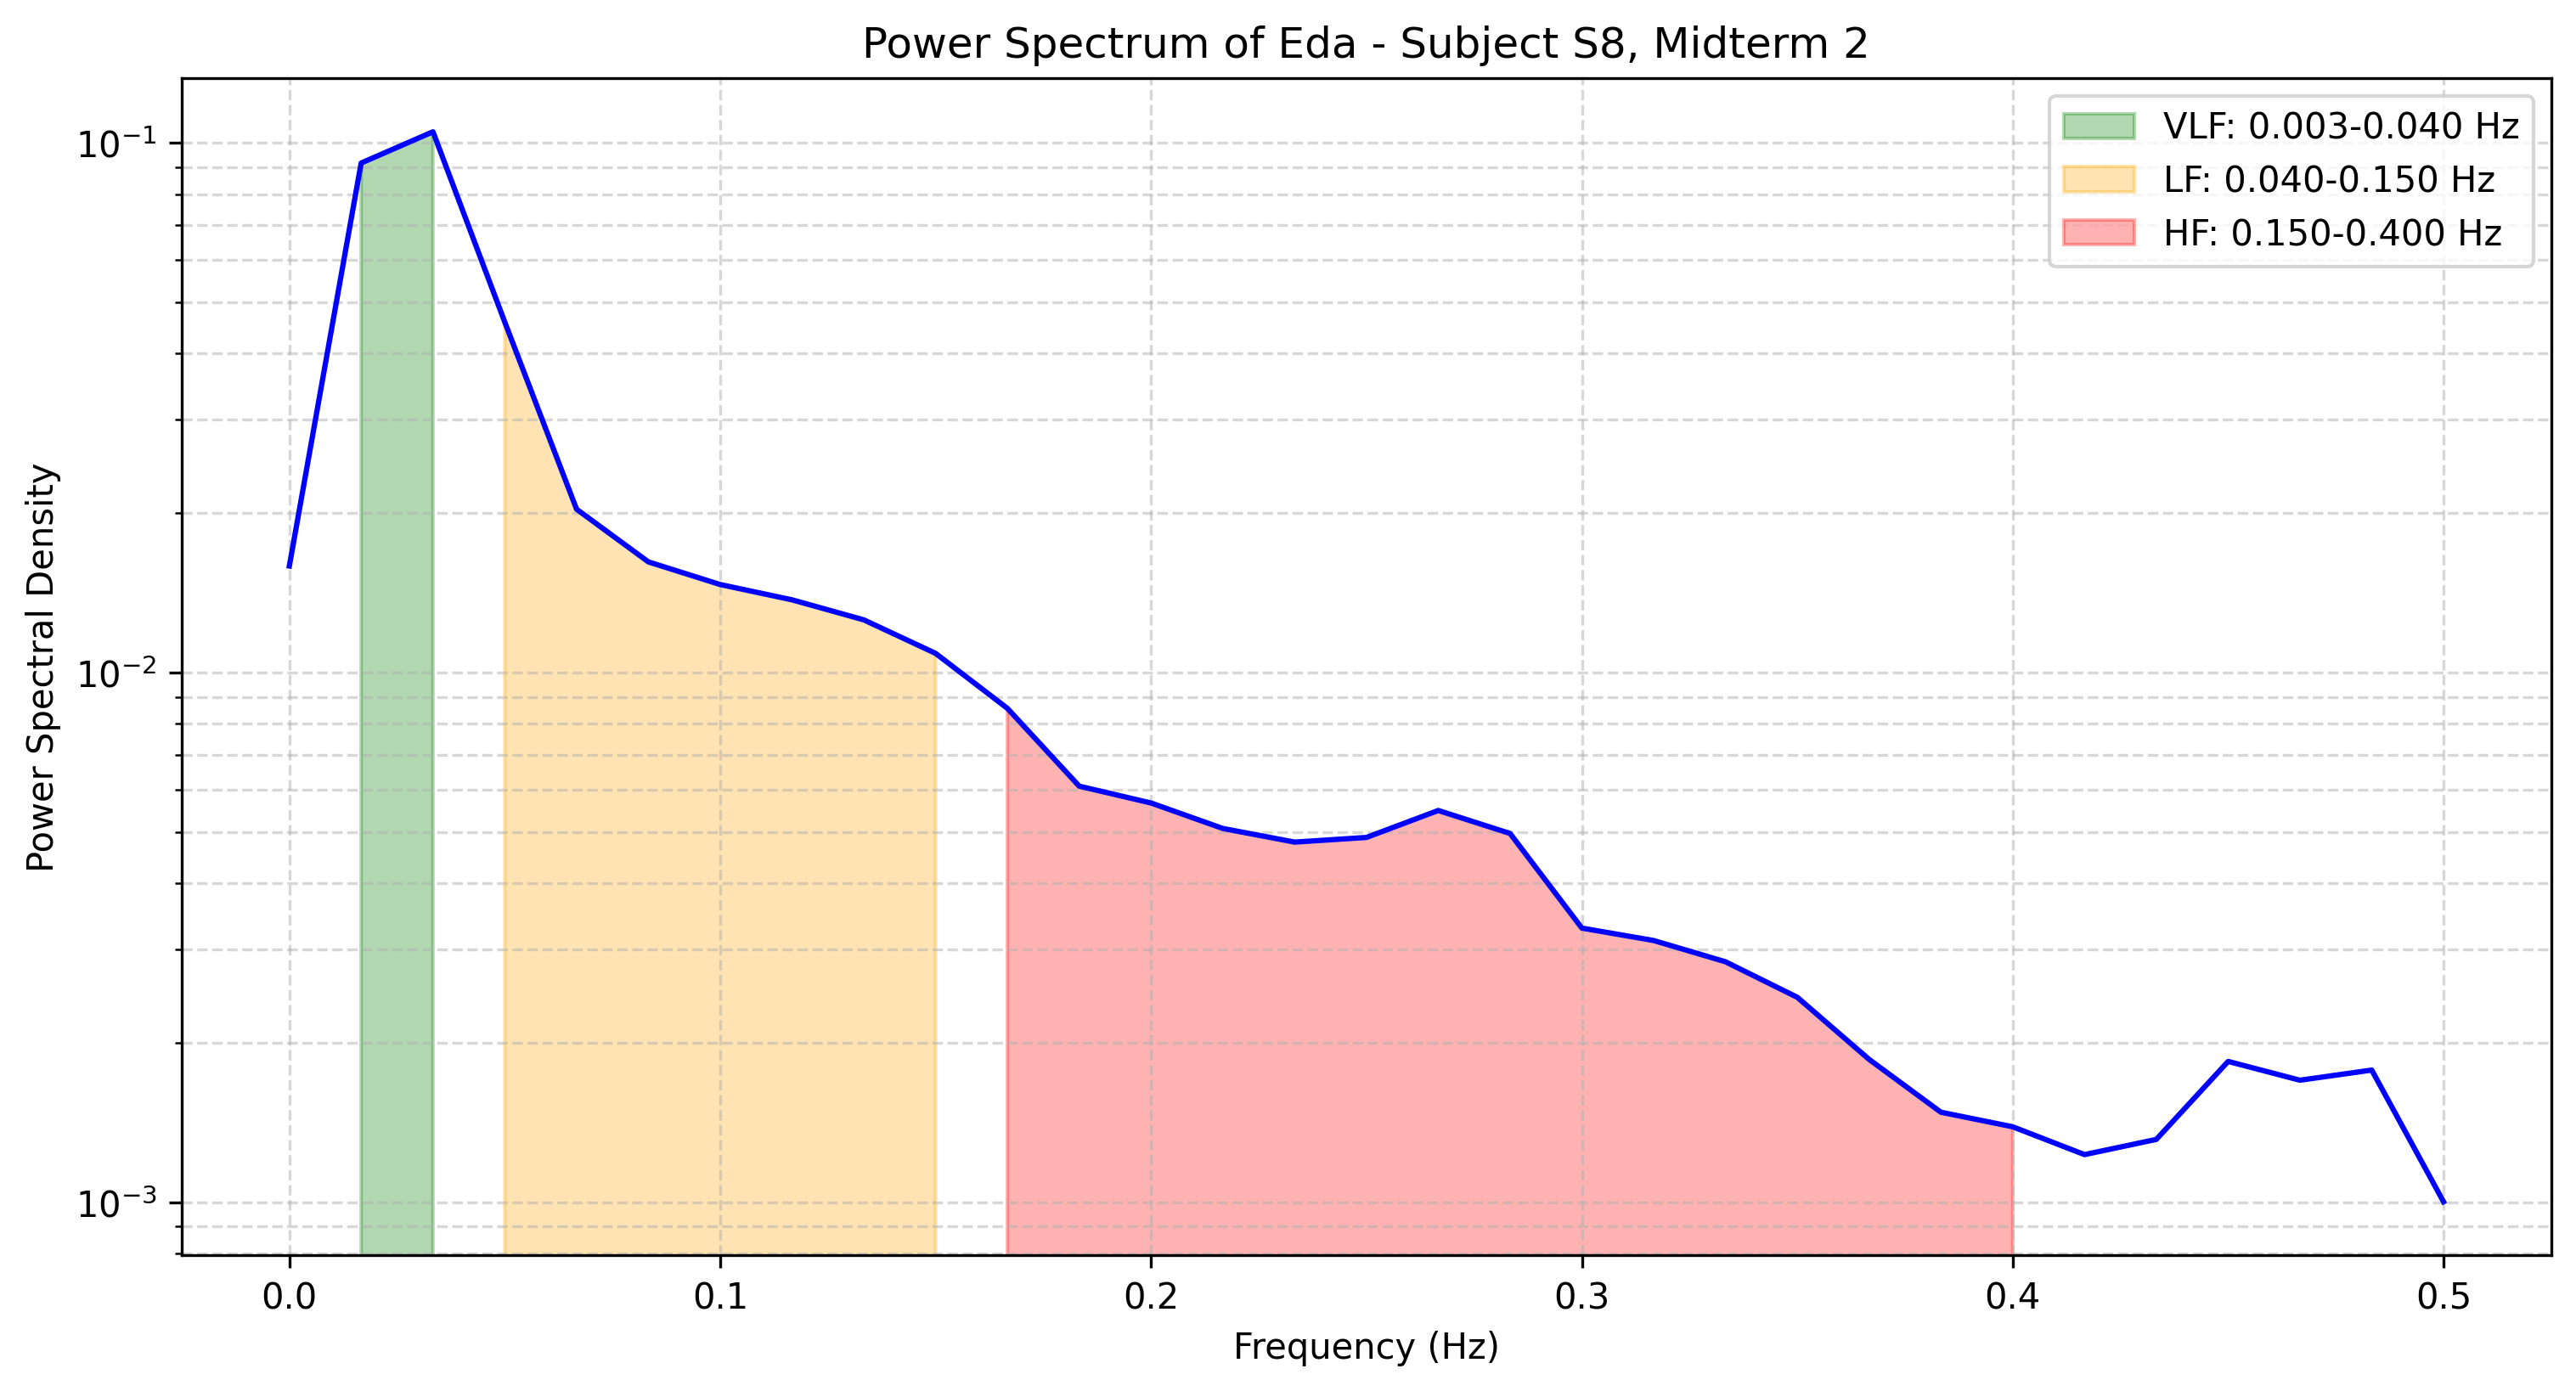 Power Spectrum of Eda - Subject S8, Midterm 2
VLF: 0.003-0.040 Hz
LF: 0.040-0.150 Hz
HF: 0.150-0.400 Hz
10⁻¹
10⁻²
10⁻³
Power Spectral Density
0.0 0.1 0.2 0.3 0.4 0.5
Frequency (Hz)